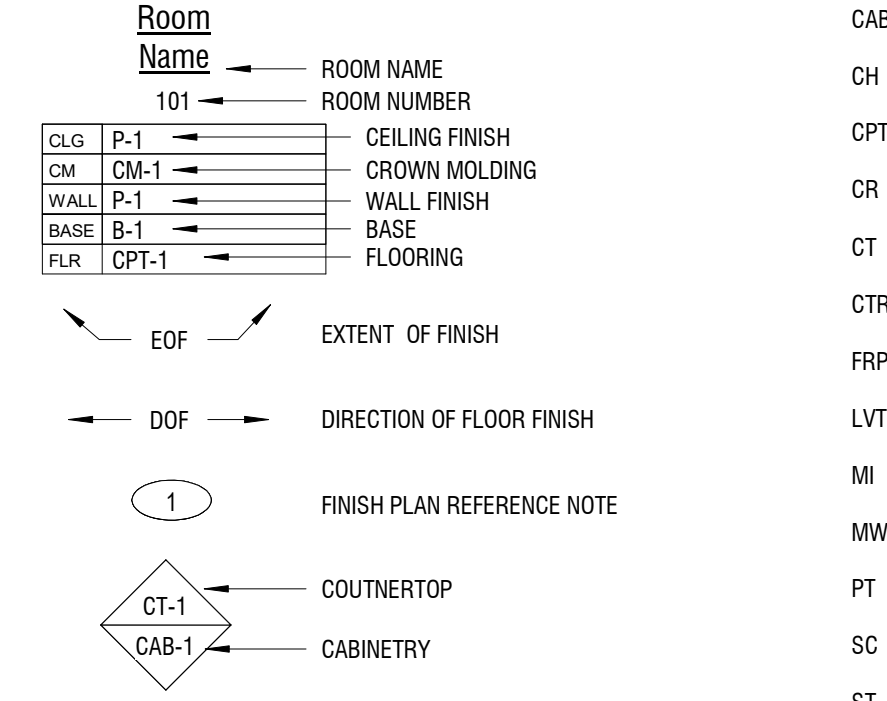 Room
Name
ROOM NAME
101 ROOM NUMBER
CLG P-1 CEILING FINISH
CM CM-1 CROWN MOLDING
WALL P-1 WALL FINISH
BASE B-1 BASE
FLR CPT-1 FLOORING
EOF EXTENT OF FINISH
DOF DIRECTION OF FLOOR FINISH
1 FINISH PLAN REFERENCE NOTE
CT-1 COUTNERTOP
CAB-1 CABINETRY
CAB
CH
CPT
CR
CT
CTR
FRP
LVT
MI
MW
PT
SC
ST